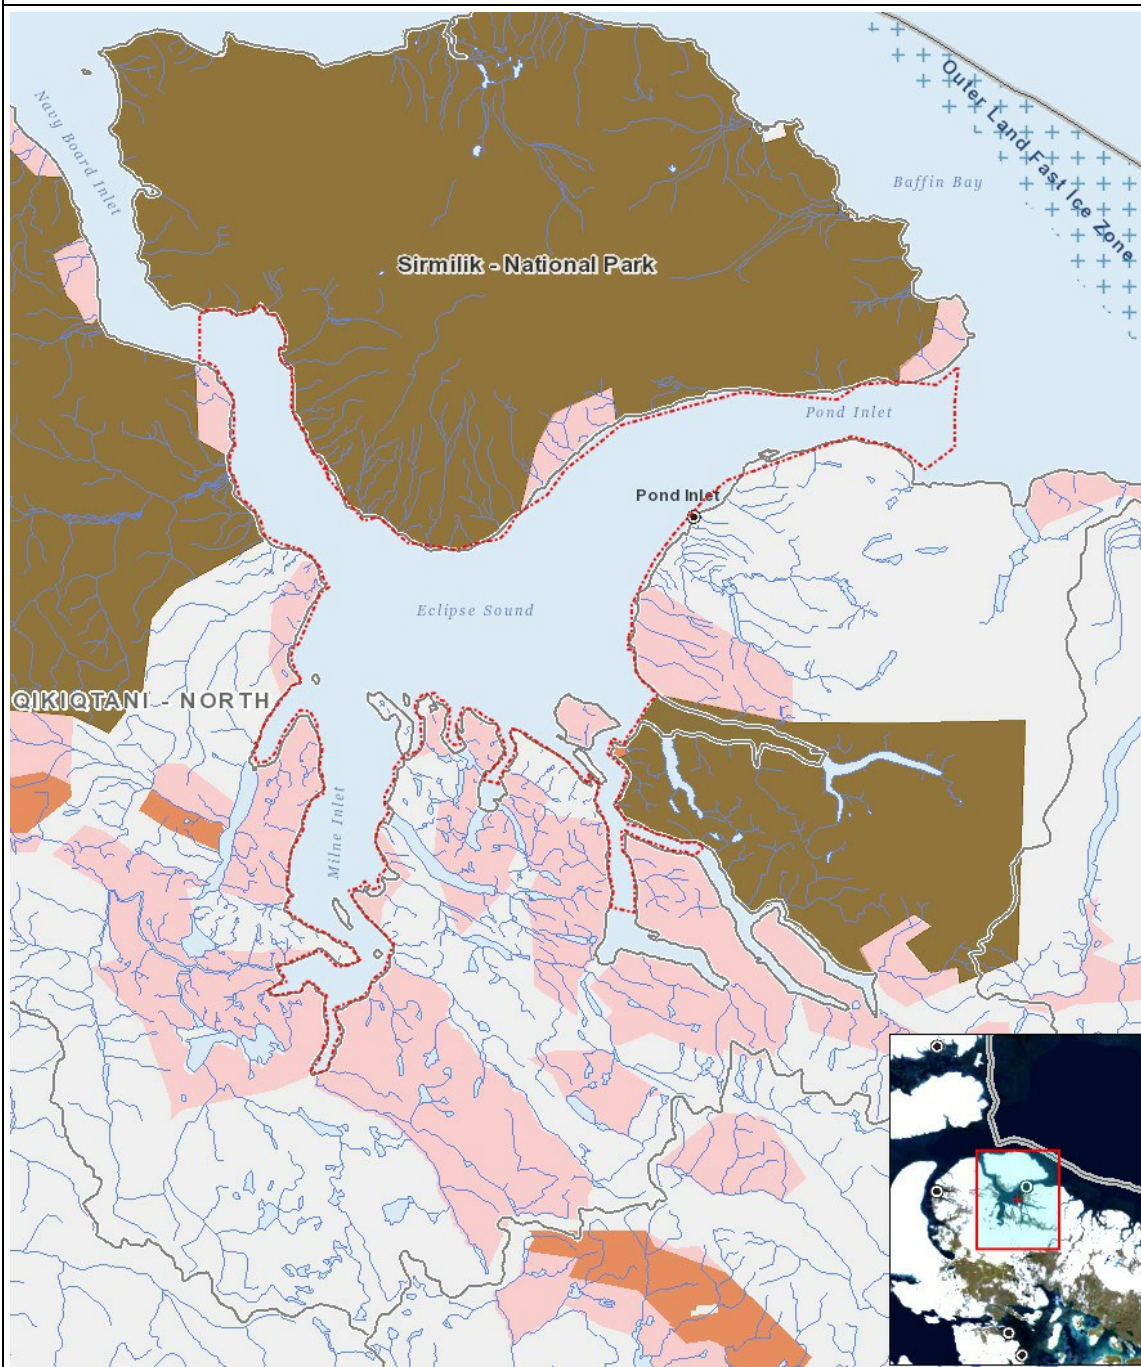 Navy Board Inlet
Outer Land Fast Ice Zone
Baffin Bay
Sirmilik - National Park
Pond Inlet
Pond Inlet
Eclipse Sound
QIKIQTANI - NORTH
Milne Inlet